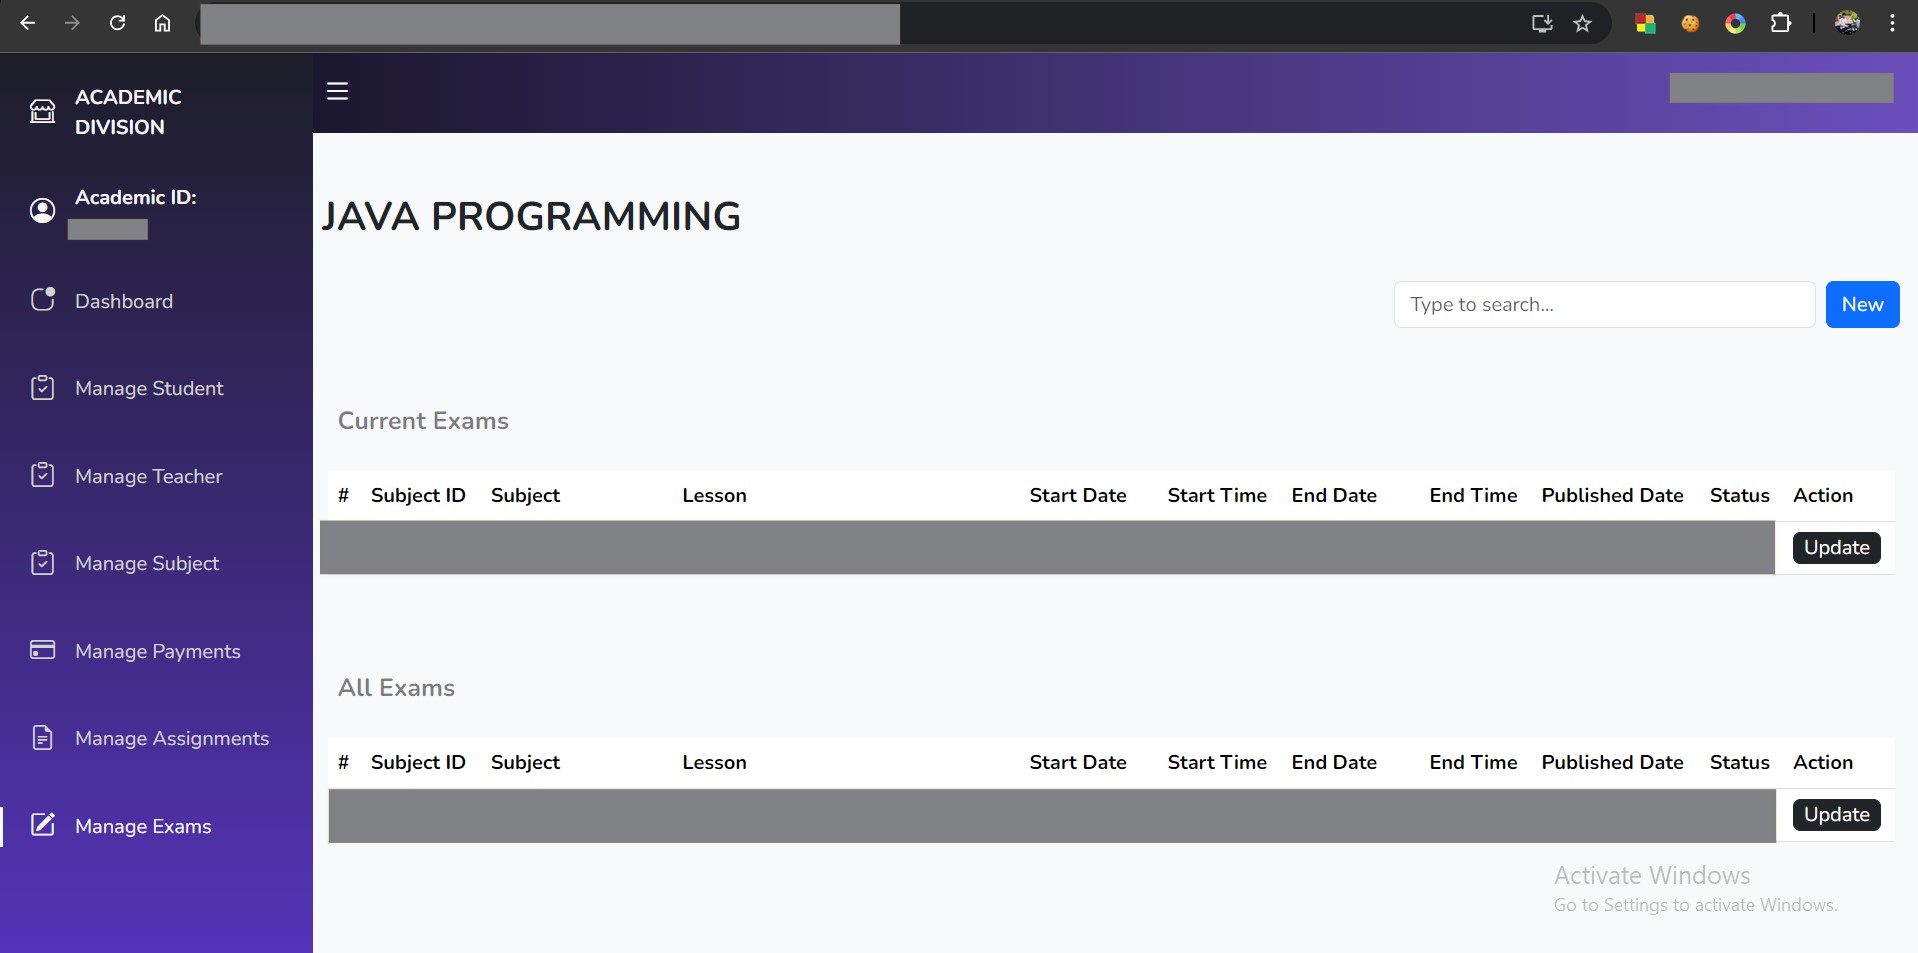 ACADEMIC
DIVISION
Academic ID:
Dashboard
Manage Student
Manage Teacher
Manage Subject
Manage Payments
Manage Assignments
Manage Exams
JAVA PROGRAMMING
Type to search...
New
Current Exams
# Subject ID Subject Lesson Start Date Start Time End Date End Time Published Date Status Action
Update
All Exams
# Subject ID Subject Lesson Start Date Start Time End Date End Time Published Date Status Action
Update
Activate Windows
Go to Settings to activate Windows.